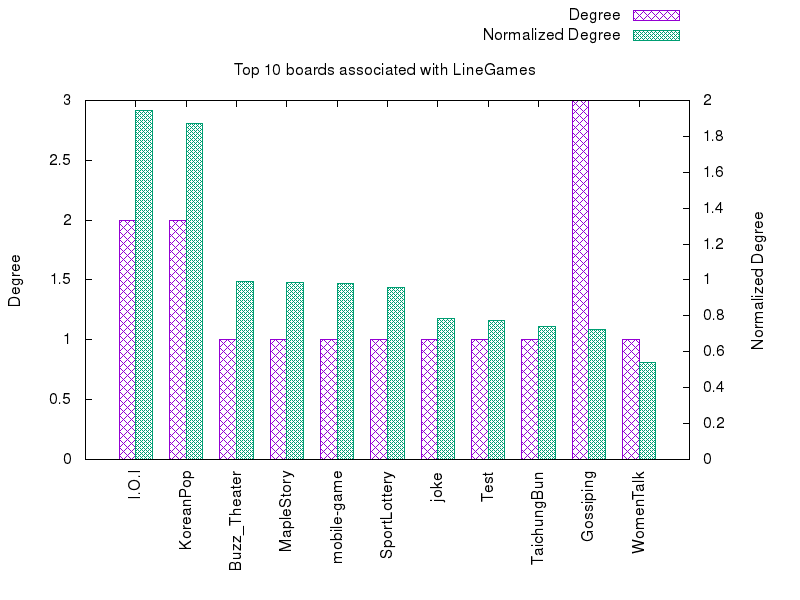 Degree
Normalized Degree
Top 10 boards associated with LineGames
3
2.5
2
1.5
1
0.5
0
2
1.8
1.6
1.4
1.2
1
0.8
0.6
0.4
0.2
0
Degree
Normalized Degree
I.O.I
KoreanPop
Buzz_Theater
MapleStory
mobile-game
SportLottery
joke
Test
TaichungBun
Gossiping
WomenTalk